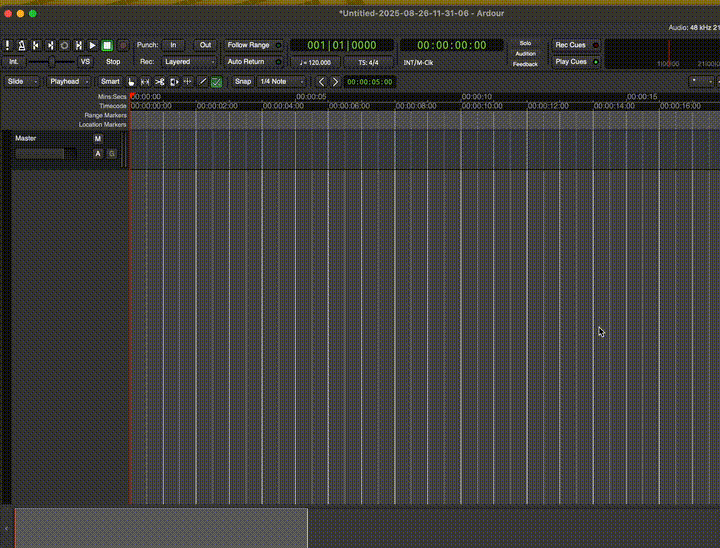 *Untitled-2025-08-26-11-31-06 - Ardour
Audio: 48 kHz 21
Punch: In Out Follow Range 001|01|0000 00:00:00:00 Solo Rec Cues
Audition
Int. VS Stop Rec: Layered Auto Return ♩ = 120.000 TS: 4/4 INT/M-Clk Feedback Play Cues
Slide Playhead Smart Snap 1/4 Note 00:00:05:00
Mins:Secs 00:00:00 00:00:05 00:00:10 00:00:15
Timecode 00:00:00:00 00:00:02:00 00:00:04:00 00:00:06:00 00:00:08:00 00:00:10:00 00:00:12:00 00:00:14:00 00:00:16:00
Range Markers
Location Markers
Master M
A G